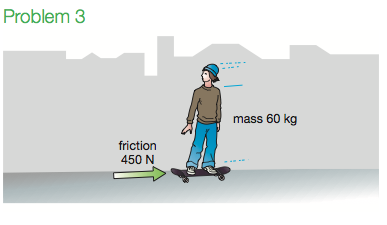 Problem 3
mass 60 kg
friction
450 N